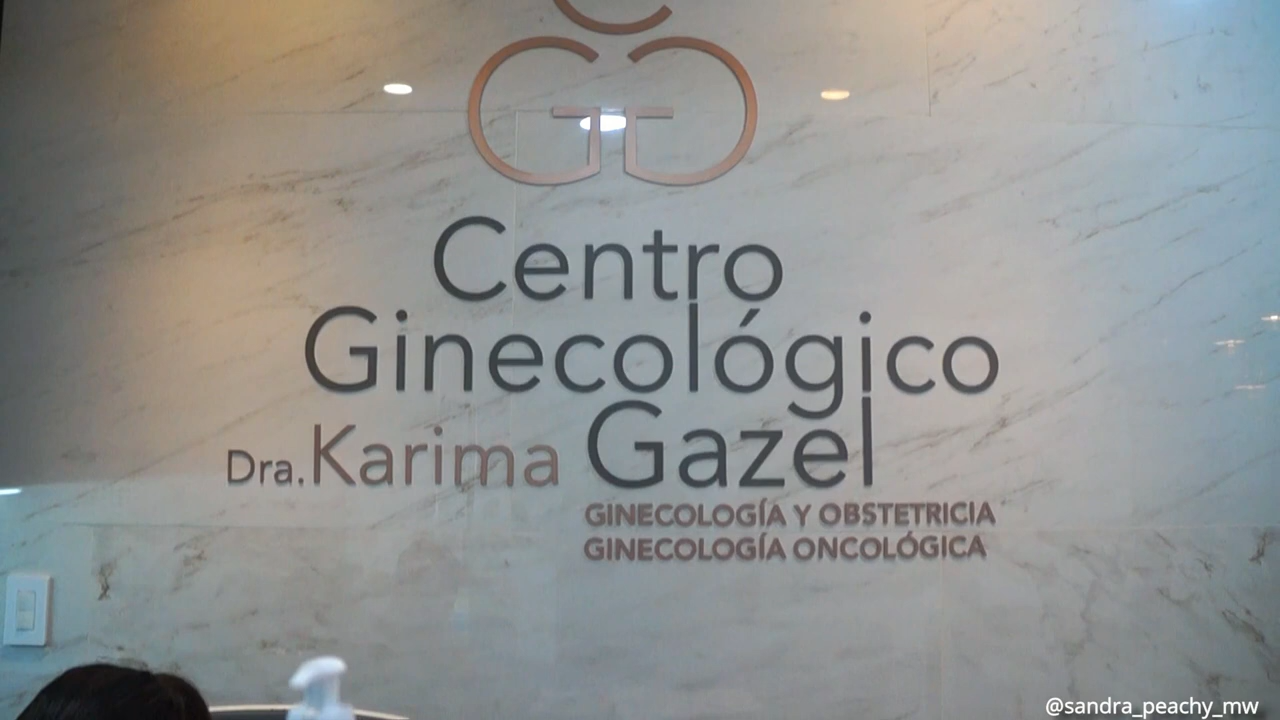 Centro
Ginecológico
Dra. Karima Gazel
GINECOLOGÍA Y OBSTETRICIA
GINECOLOGÍA ONCOLÓGICA
@sandra_peachy_mw